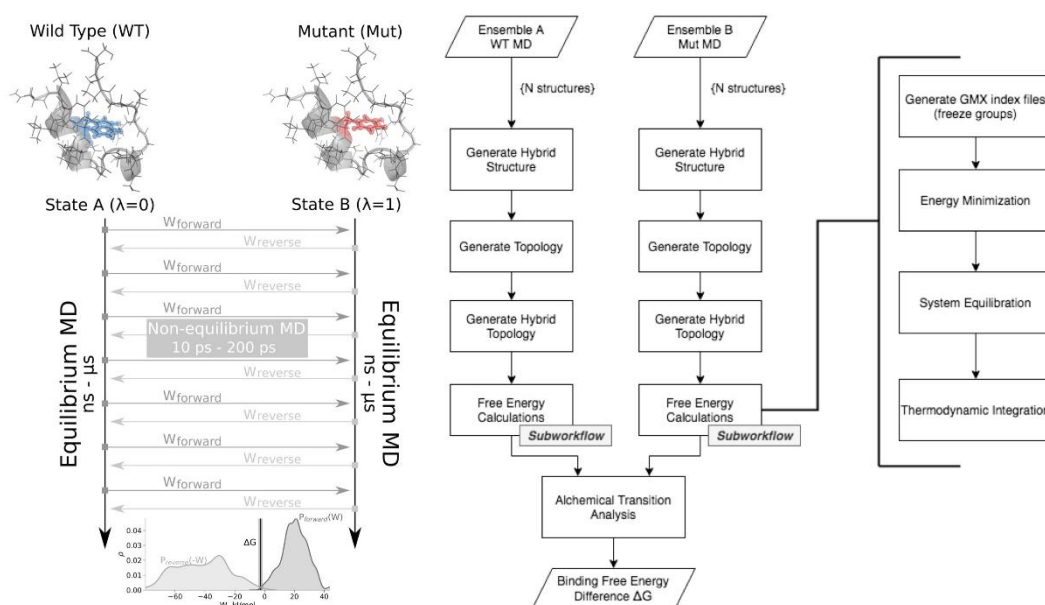 Wild Type (WT)
Mutant (Mut)
State A (λ=0)
State B (λ=1)
Wforward
Wreverse
Wforward
Wreverse
Wforward
Wreverse
Non-equilibrium MD
10 ps - 200 ps
Wforward
Wreverse
Wforward
Wreverse
Wforward
Wreverse
Wforward
Wreverse
Equilibrium MD
ns - μs
Equilibrium MD
ns - μs
Pforward(W)
ΔG
Preverse(-W)
ρ
0.04
0.03
0.02
0.01
0.00
−60
−40
−20
0
20
40
W, kJ/mol
Ensemble A
WT MD
{N structures}
Generate Hybrid
Structure
Generate Topology
Generate Hybrid
Topology
Free Energy
Calculations
Subworkflow
Ensemble B
Mut MD
{N structures}
Generate Hybrid
Structure
Generate Topology
Generate Hybrid
Topology
Free Energy
Calculations
Subworkflow
Alchemical Transition
Analysis
Binding Free Energy
Difference ΔG
Generate GMX index files
(freeze groups)
Energy Minimization
System Equilibration
Thermodynamic Integration